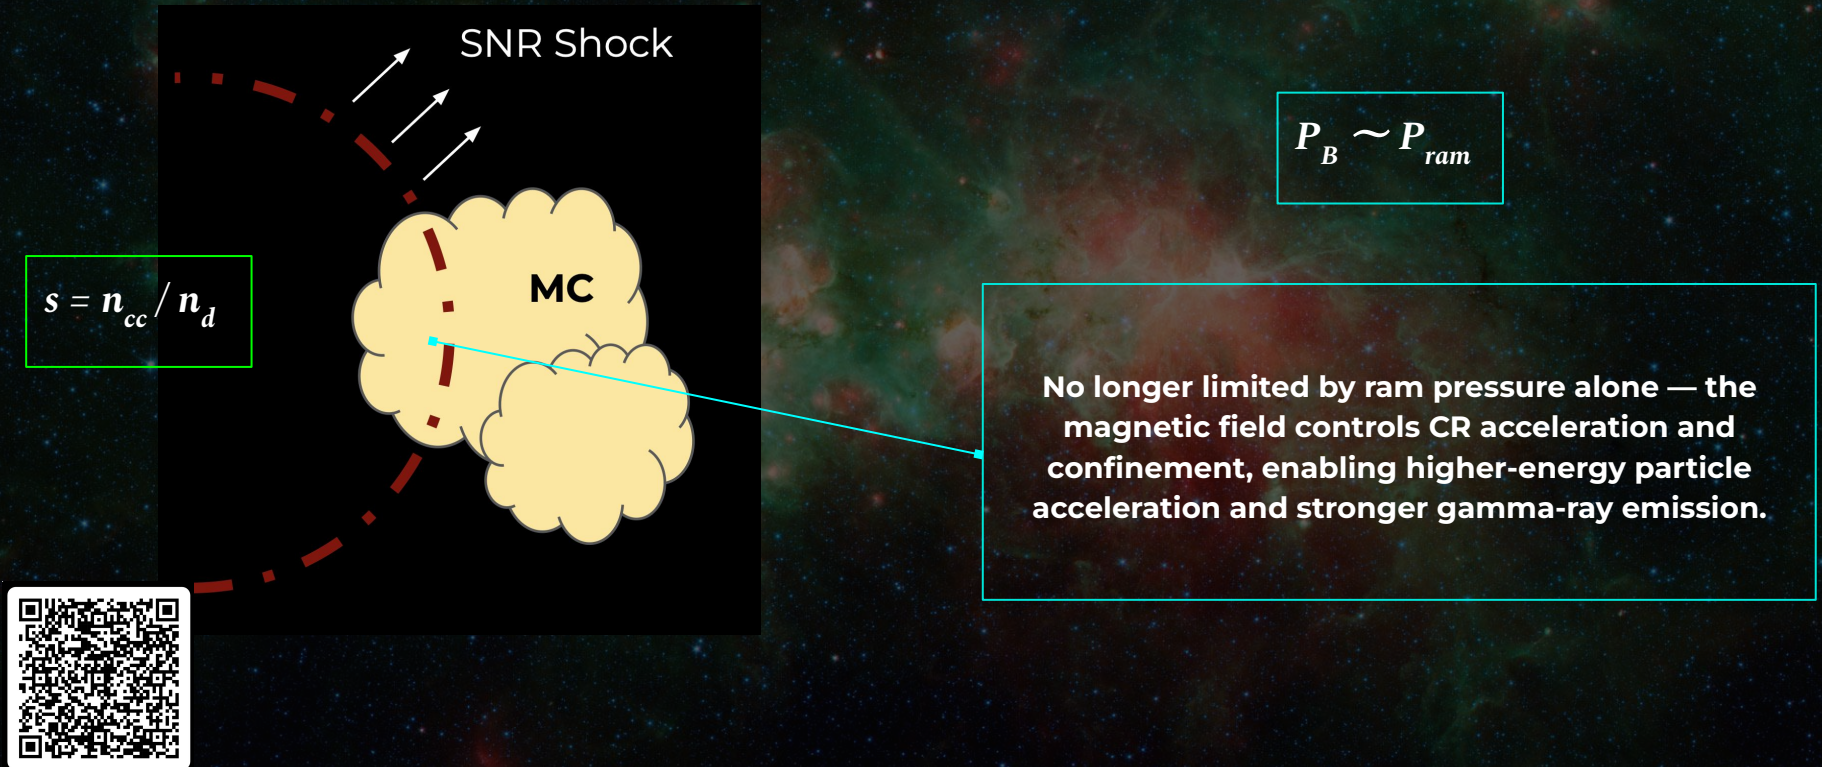 SNR Shock
P_B ~ P_ram
MC
s = n_cc / n_d
No longer limited by ram pressure alone — the
magnetic field controls CR acceleration and
confinement, enabling higher-energy particle
acceleration and stronger gamma-ray emission.